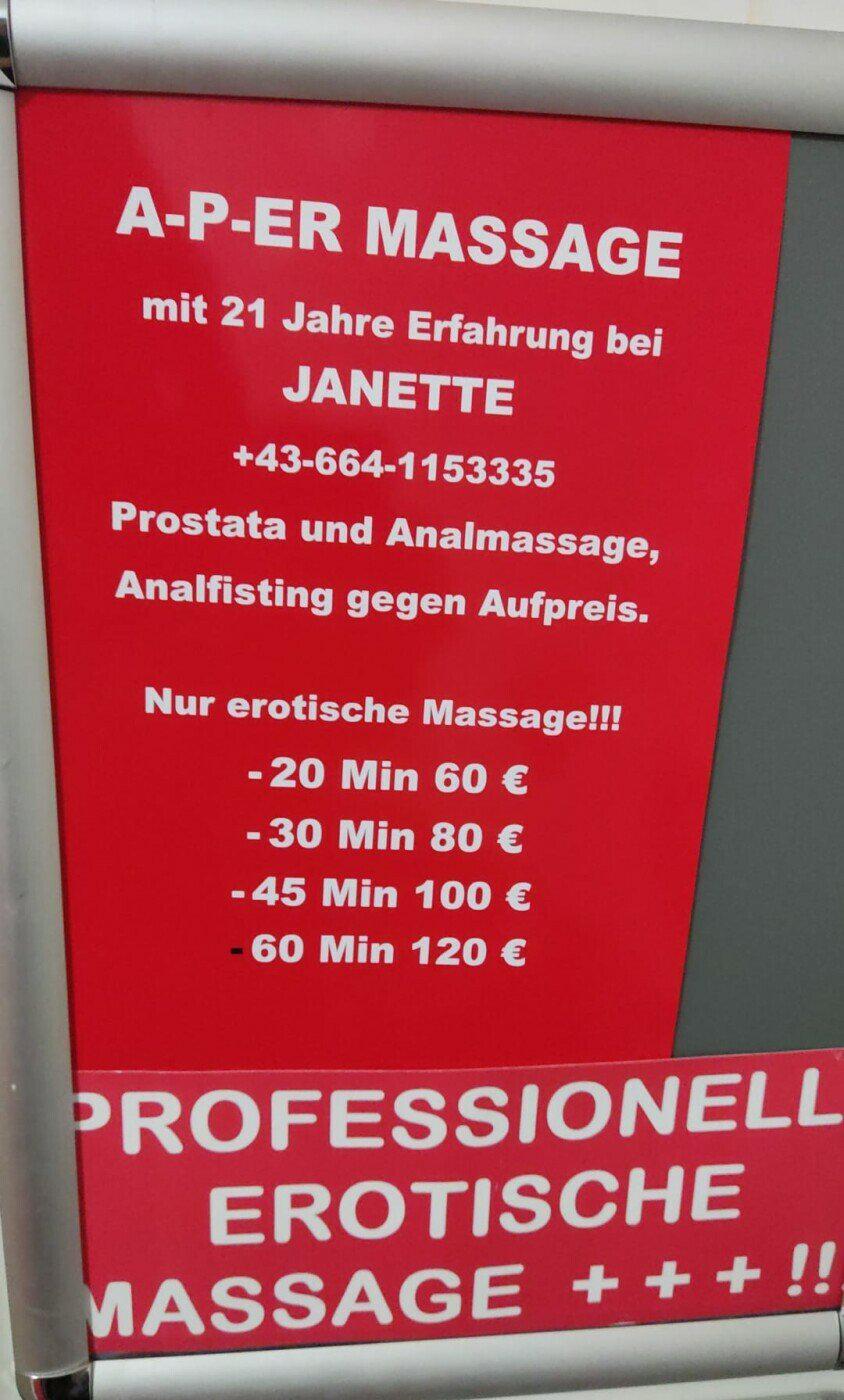 A-P-ER MASSAGE
mit 21 Jahre Erfahrung bei
JANETTE
+43-664-1153335
Prostata und Analmassage,
Analfisting gegen Aufpreis.
Nur erotische Massage!!!
-20 Min 60 €
-30 Min 80 €
-45 Min 100 €
-60 Min 120 €
PROFESSIONELL
EROTISCHE
MASSAGE +++ !!!